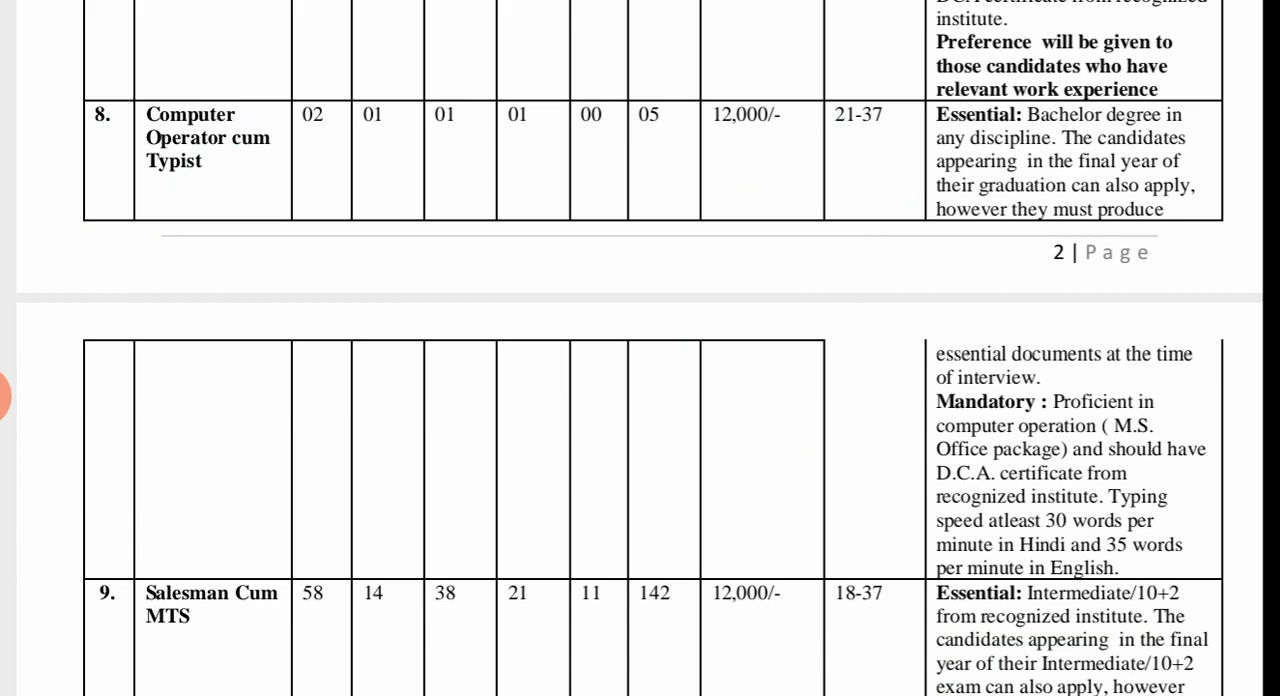 DCA certificate from recognized
institute.
Preference will be given to
those candidates who have
relevant work experience
8. Computer 02 01 01 01 00 05 12,000/- 21-37 Essential: Bachelor degree in
Operator cum any discipline. The candidates
Typist appearing in the final year of
their graduation can also apply,
however they must produce
2 | Page
essential documents at the time
of interview.
Mandatory : Proficient in
computer operation ( M.S.
Office package) and should have
D.C.A. certificate from
recognized institute. Typing
speed atleast 30 words per
minute in Hindi and 35 words
per minute in English.
9. Salesman Cum 58 14 38 21 11 142 12,000/- 18-37 Essential: Intermediate/10+2
MTS from recognized institute. The
candidates appearing in the final
year of their Intermediate/10+2
exam can also apply, however